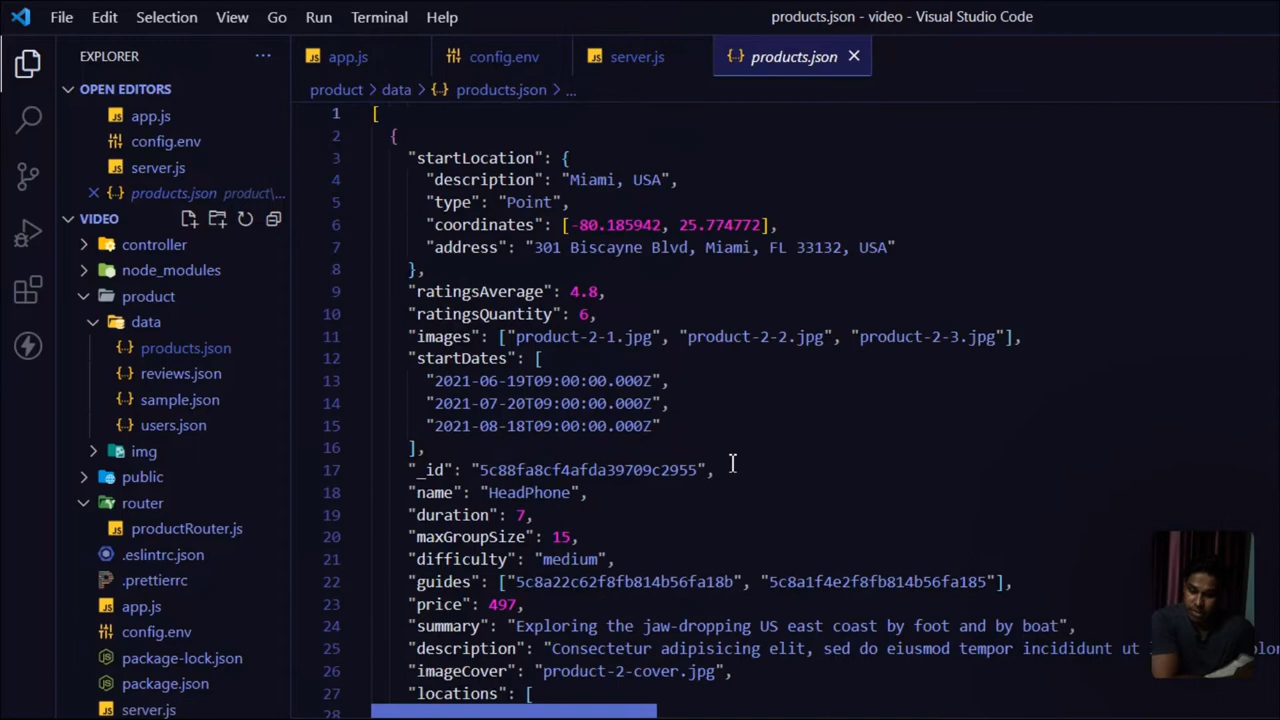 File Edit Selection View Go Run Terminal Help products.json - video - Visual Studio Code
EXPLORER ...
OPEN EDITORS
app.js
config.env
server.js
products.json product\...
VIDEO
controller
node_modules
product
data
products.json
reviews.json
sample.json
users.json
img
public
router
productRouter.js
.eslintrc.json
.prettierrc
app.js
config.env
package-lock.json
package.json
server.js
app.js config.env server.js products.json
product data products.json ...
1 [
2 {
3 "startLocation": {
4 "description": "Miami, USA",
5 "type": "Point",
6 "coordinates": [-80.185942, 25.774772],
7 "address": "301 Biscayne Blvd, Miami, FL 33132, USA"
8 },
9 "ratingsAverage": 4.8,
10 "ratingsQuantity": 6,
11 "images": ["product-2-1.jpg", "product-2-2.jpg", "product-2-3.jpg"],
12 "startDates": [
13 "2021-06-19T09:00:00.000Z",
14 "2021-07-20T09:00:00.000Z",
15 "2021-08-18T09:00:00.000Z"
16 ],
17 "_id": "5c88fa8cf4afda39709c2955",
18 "name": "HeadPhone",
19 "duration": 7,
20 "maxGroupSize": 15,
21 "difficulty": "medium",
22 "guides": ["5c8a22c62f8fb814b56fa18b", "5c8a1f4e2f8fb814b56fa185"],
23 "price": 497,
24 "summary": "Exploring the jaw-dropping US east coast by foot and by boat",
25 "description": "Consectetur adipisicing elit, sed do eiusmod tempor incididunt ut
26 "imageCover": "product-2-cover.jpg",
27 "locations": [
28